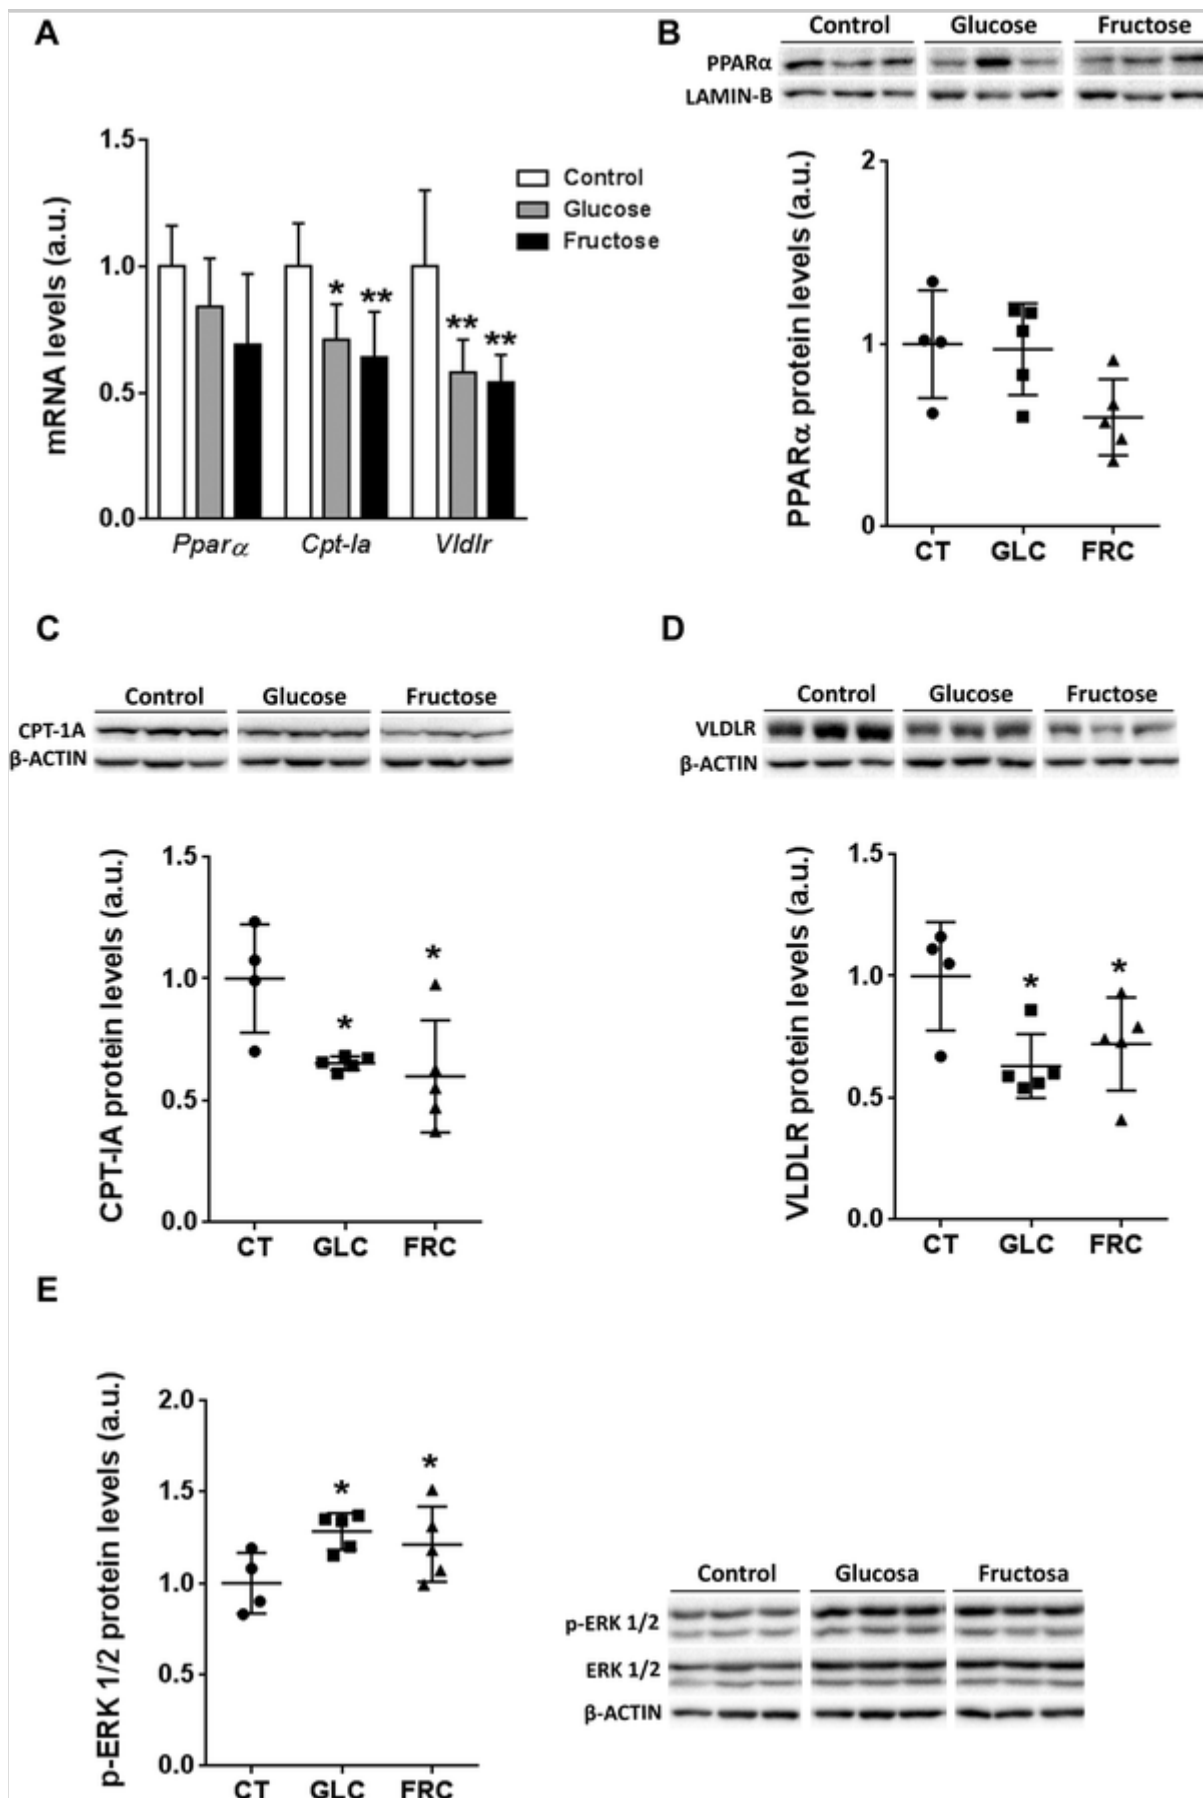 A
mRNA levels (a.u.)
1.5
1.0
0.5
0.0
Control
Glucose
Fructose
*
**
**
**
Pparα
Cpt-Ia
Vldlr
B
Control Glucose Fructose
PPARα
LAMIN-B
PPARα protein levels (a.u.)
2
1
0
CT GLC FRC
C
Control Glucose Fructose
CPT-1A
β-ACTIN
CPT-IA protein levels (a.u.)
1.5
1.0
0.5
0.0
*
*
CT GLC FRC
D
Control Glucose Fructose
VLDLR
β-ACTIN
VLDLR protein levels (a.u.)
1.5
1.0
0.5
0.0
*
*
CT GLC FRC
E
p-ERK 1/2 protein levels (a.u.)
2.0
1.5
1.0
0.5
0.0
*
*
CT GLC FRC
Control Glucosa Fructosa
p-ERK 1/2
ERK 1/2
β-ACTIN